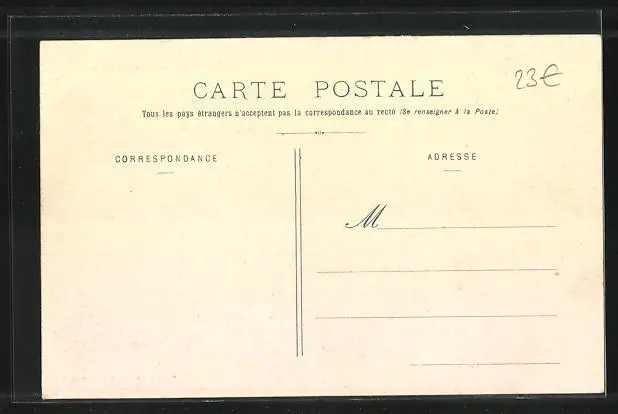 23€
CARTE POSTALE
Tous les pays étrangers n'acceptent pas la correspondance au recto (Se renseigner à la Poste)
CORRESPONDANCE
ADRESSE
M